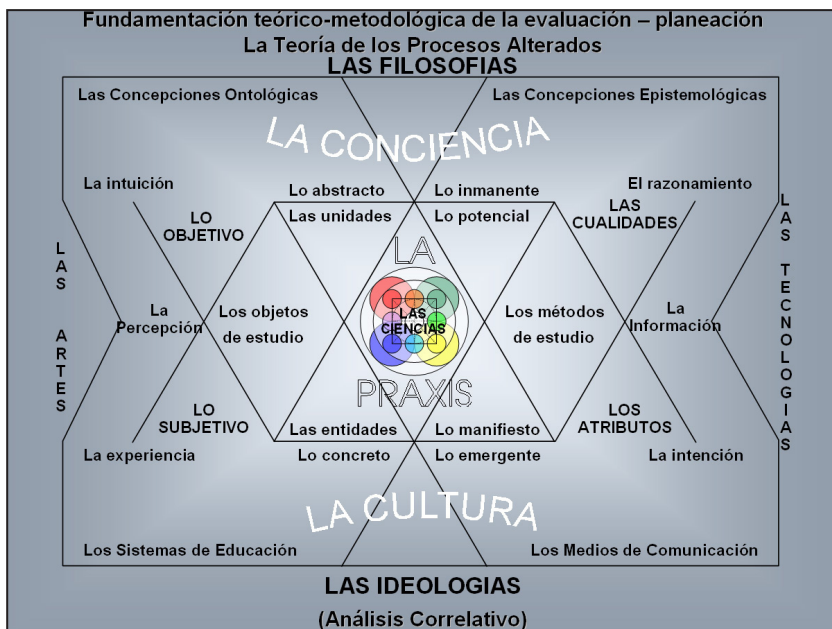 Fundamentación teórico-metodológica de la evaluación – planeación
La Teoría de los Procesos Alterados
LAS FILOSOFIAS
Las Concepciones Ontológicas
Las Concepciones Epistemológicas
LA CONCIENCIA
La intuición
Lo abstracto
Lo inmanente
El razonamiento
LO OBJETIVO
Las unidades
Lo potencial
LAS CUALIDADES
LAS ARTES
LA
LAS TECNOLOGIAS
La Percepción
Los objetos de estudio
LAS CIENCIAS
Los métodos de estudio
La Información
PRAXIS
LO SUBJETIVO
Las entidades
Lo manifiesto
LOS ATRIBUTOS
La experiencia
Lo concreto
Lo emergente
La intención
LA CULTURA
Los Sistemas de Educación
Los Medios de Comunicación
LAS IDEOLOGIAS
(Análisis Correlativo)